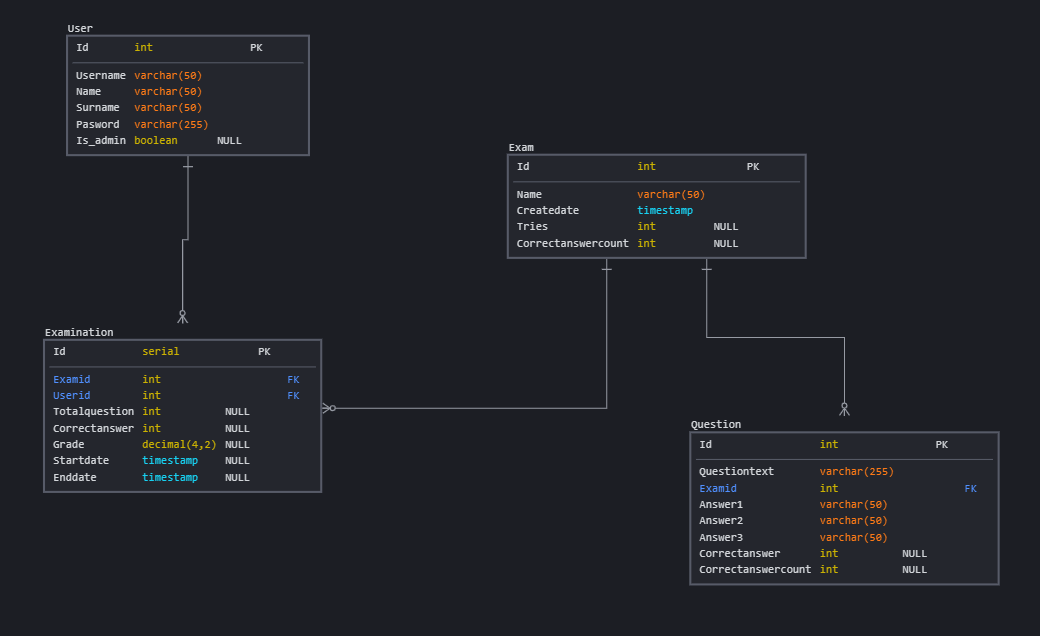 User
Id int PK
Username varchar(50)
Name varchar(50)
Surname varchar(50)
Pasword varchar(255)
Is_admin boolean NULL
Exam
Id int PK
Name varchar(50)
Createdate timestamp
Tries int NULL
Correctanswercount int NULL
Examination
Id serial PK
Examid int FK
Userid int FK
Totalquestion int NULL
Correctanswer int NULL
Grade decimal(4,2) NULL
Startdate timestamp NULL
Enddate timestamp NULL
Question
Id int PK
Questiontext varchar(255)
Examid int FK
Answer1 varchar(50)
Answer2 varchar(50)
Answer3 varchar(50)
Correctanswer int NULL
Correctanswercount int NULL